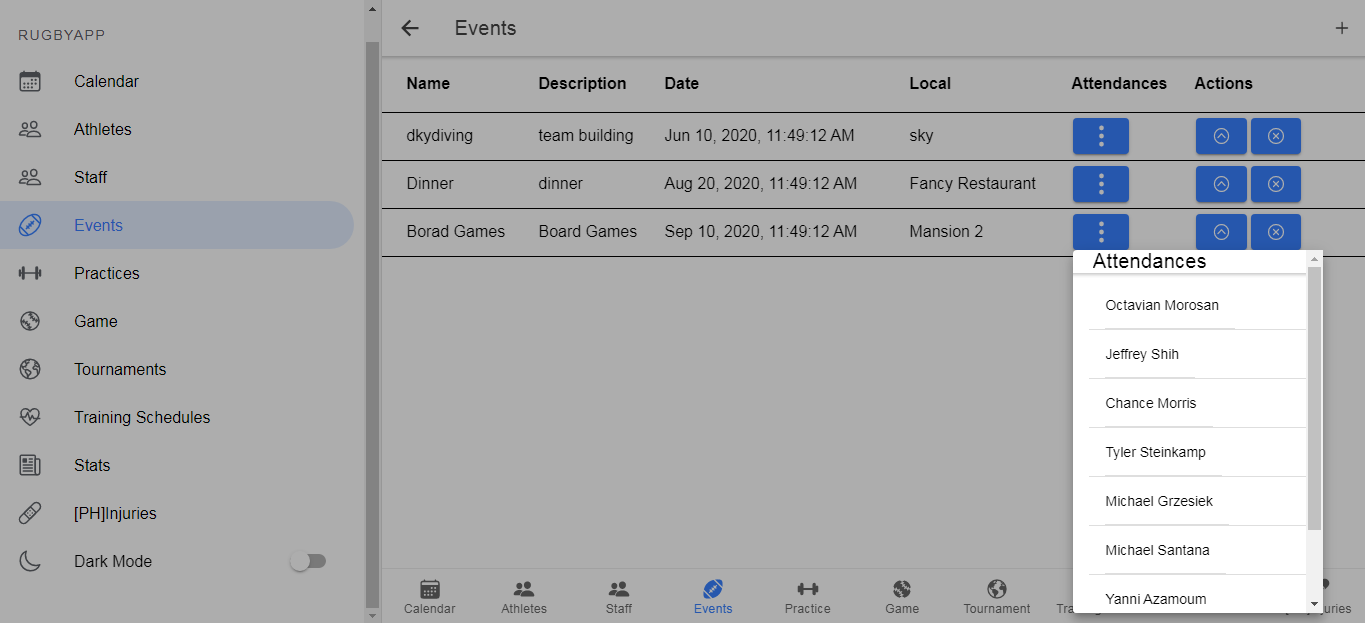 RUGBYAPP
Calendar
Athletes
Staff
Events
Practices
Game
Tournaments
Training Schedules
Stats
[PH]Injuries
Dark Mode
Events
Name Description Date Local Attendances Actions
dkydiving team building Jun 10, 2020, 11:49:12 AM sky
Dinner dinner Aug 20, 2020, 11:49:12 AM Fancy Restaurant
Borad Games Board Games Sep 10, 2020, 11:49:12 AM Mansion 2
Attendances
Octavian Morosan
Jeffrey Shih
Chance Morris
Tyler Steinkamp
Michael Grzesiek
Michael Santana
Yanni Azamoum
Calendar Athletes Staff Events Practice Game Tournament